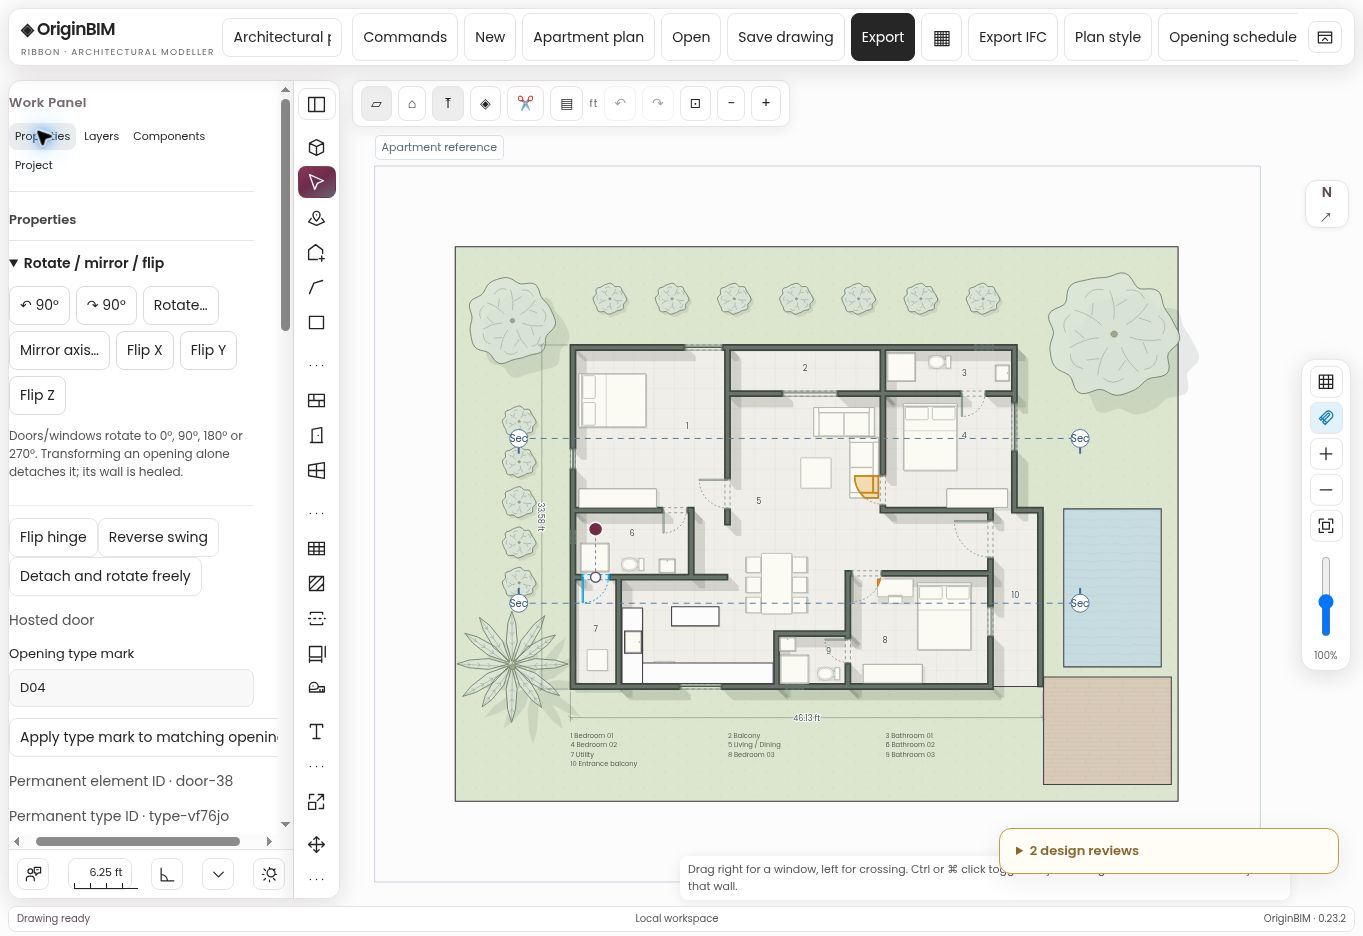 OriginBIM
RIBBON · ARCHITECTURAL MODELLER
Architectural p
Commands
New
Apartment plan
Open
Save drawing
Export
Export IFC
Plan style
Opening schedule
Work Panel
Properties
Layers
Components
Project
ft
Apartment reference
N
Properties
Rotate / mirror / flip
↶ 90°
↷ 90°
Rotate...
Mirror axis...
Flip X
Flip Y
Flip Z
Doors/windows rotate to 0°, 90°, 180° or
270°. Transforming an opening alone
detaches it; its wall is healed.
Flip hinge
Reverse swing
Detach and rotate freely
Hosted door
Opening type mark
D04
Apply type mark to matching opening
Permanent element ID · door-38
Permanent type ID · type-vf76jo
6.25 ft
2
3
1
4
Sec
Sec
5
33.58 ft
6
10
Sec
Sec
7
8
9
46.13 ft
1 Bedroom 01
2 Balcony
3 Bathroom 01
4 Bedroom 02
5 Living / Dining
6 Bathroom 02
7 Utility
8 Bedroom 03
9 Bathroom 03
10 Entrance balcony
100%
2 design reviews
Drag right for a window, left for crossing. Ctrl or ⌘ click
that wall.
Drawing ready
Local workspace
OriginBIM · 0.23.2